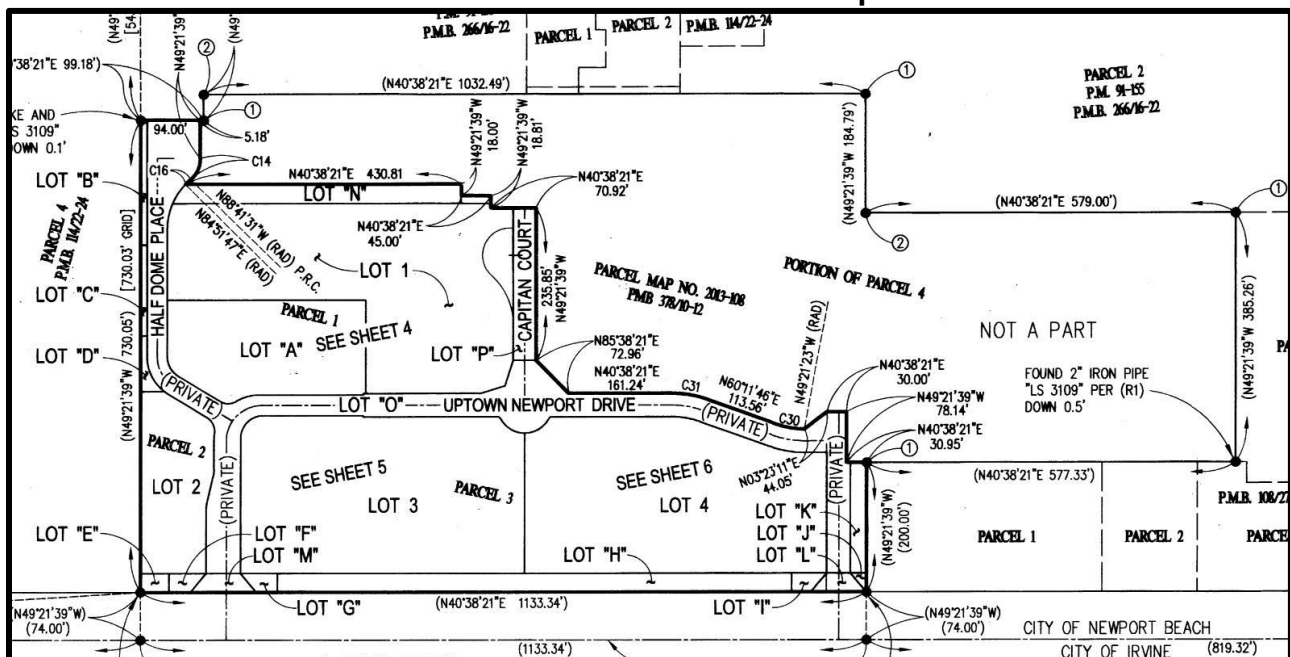 P.M.B. 266/16-22
PARCEL 1
PARCEL 2
P.M.B. 114/22-24
(N49°
[54.
N49°21'39"W
(N49°
②
①
(N40°38'21"E 1032.49')
PARCEL 2
P.M. 91-155
P.M.B. 266/16-22
°38'21"E 99.18')
KE AND
LS 3109"
OWN 0.1'
94.00'
①
5.18'
C14
C16
N49°21'39"W
18.00'
N49°21'39"W
18.81'
(N49°21'39"W 184.79')
N40°38'21"E 430.81
LOT "N"
N40°38'21"E
70.92'
LOT "B"
PARCEL 4
P.M.B. 114/22-24
HALF DOME PLACE
N88°41'31"W (RAD) P.R.C.
N84°51'47"E (RAD)
N40°38'21"E
45.00'
(N40°38'21"E 579.00')
①
②
[730.03' GRID]
LOT 1
CAPITAN COURT
235.85'
N49°21'39"W
PARCEL MAP NO. 2013-108
PMB 378/10-12
PORTION OF PARCEL 4
LOT "C"
PARCEL 1
LOT "A"
SEE SHEET 4
LOT "P"
N85°38'21"E
72.96'
N40°38'21"E
161.24'
N49°21'23"W (RAD)
NOT A PART
(N49°21'39"W 385.26')
PA
LOT "D"
(N49°21'39"W 730.05')
(PRIVATE)
LOT "O"
UPTOWN NEWPORT DRIVE
C31
N60°11'46"E
113.56'
(PRIVATE)
C30
N40°38'21"E
30.00'
N49°21'39"W
78.14'
N40°38'21"E
30.95'
FOUND 2" IRON PIPE
"LS 3109" PER (R1)
DOWN 0.5'
PARCEL 2
LOT 2
(PRIVATE)
SEE SHEET 5
LOT 3
PARCEL 3
SEE SHEET 6
LOT 4
N03°23'11"E
44.05'
(PRIVATE)
①
(N40°38'21"E 577.33')
P.M.B. 108/27
LOT "E"
LOT "F"
LOT "M"
LOT "G"
LOT "H"
LOT "K"
LOT "J"
LOT "L"
LOT "I"
(N49°21'39"W)
(200.00')
PARCEL 1
PARCEL 2
PARCE
(N49°21'39"W)
(74.00')
(N40°38'21"E 1133.34')
(N49°21'39"W)
(74.00')
CITY OF NEWPORT BEACH
(1133.34')
CITY OF IRVINE
(819.32')